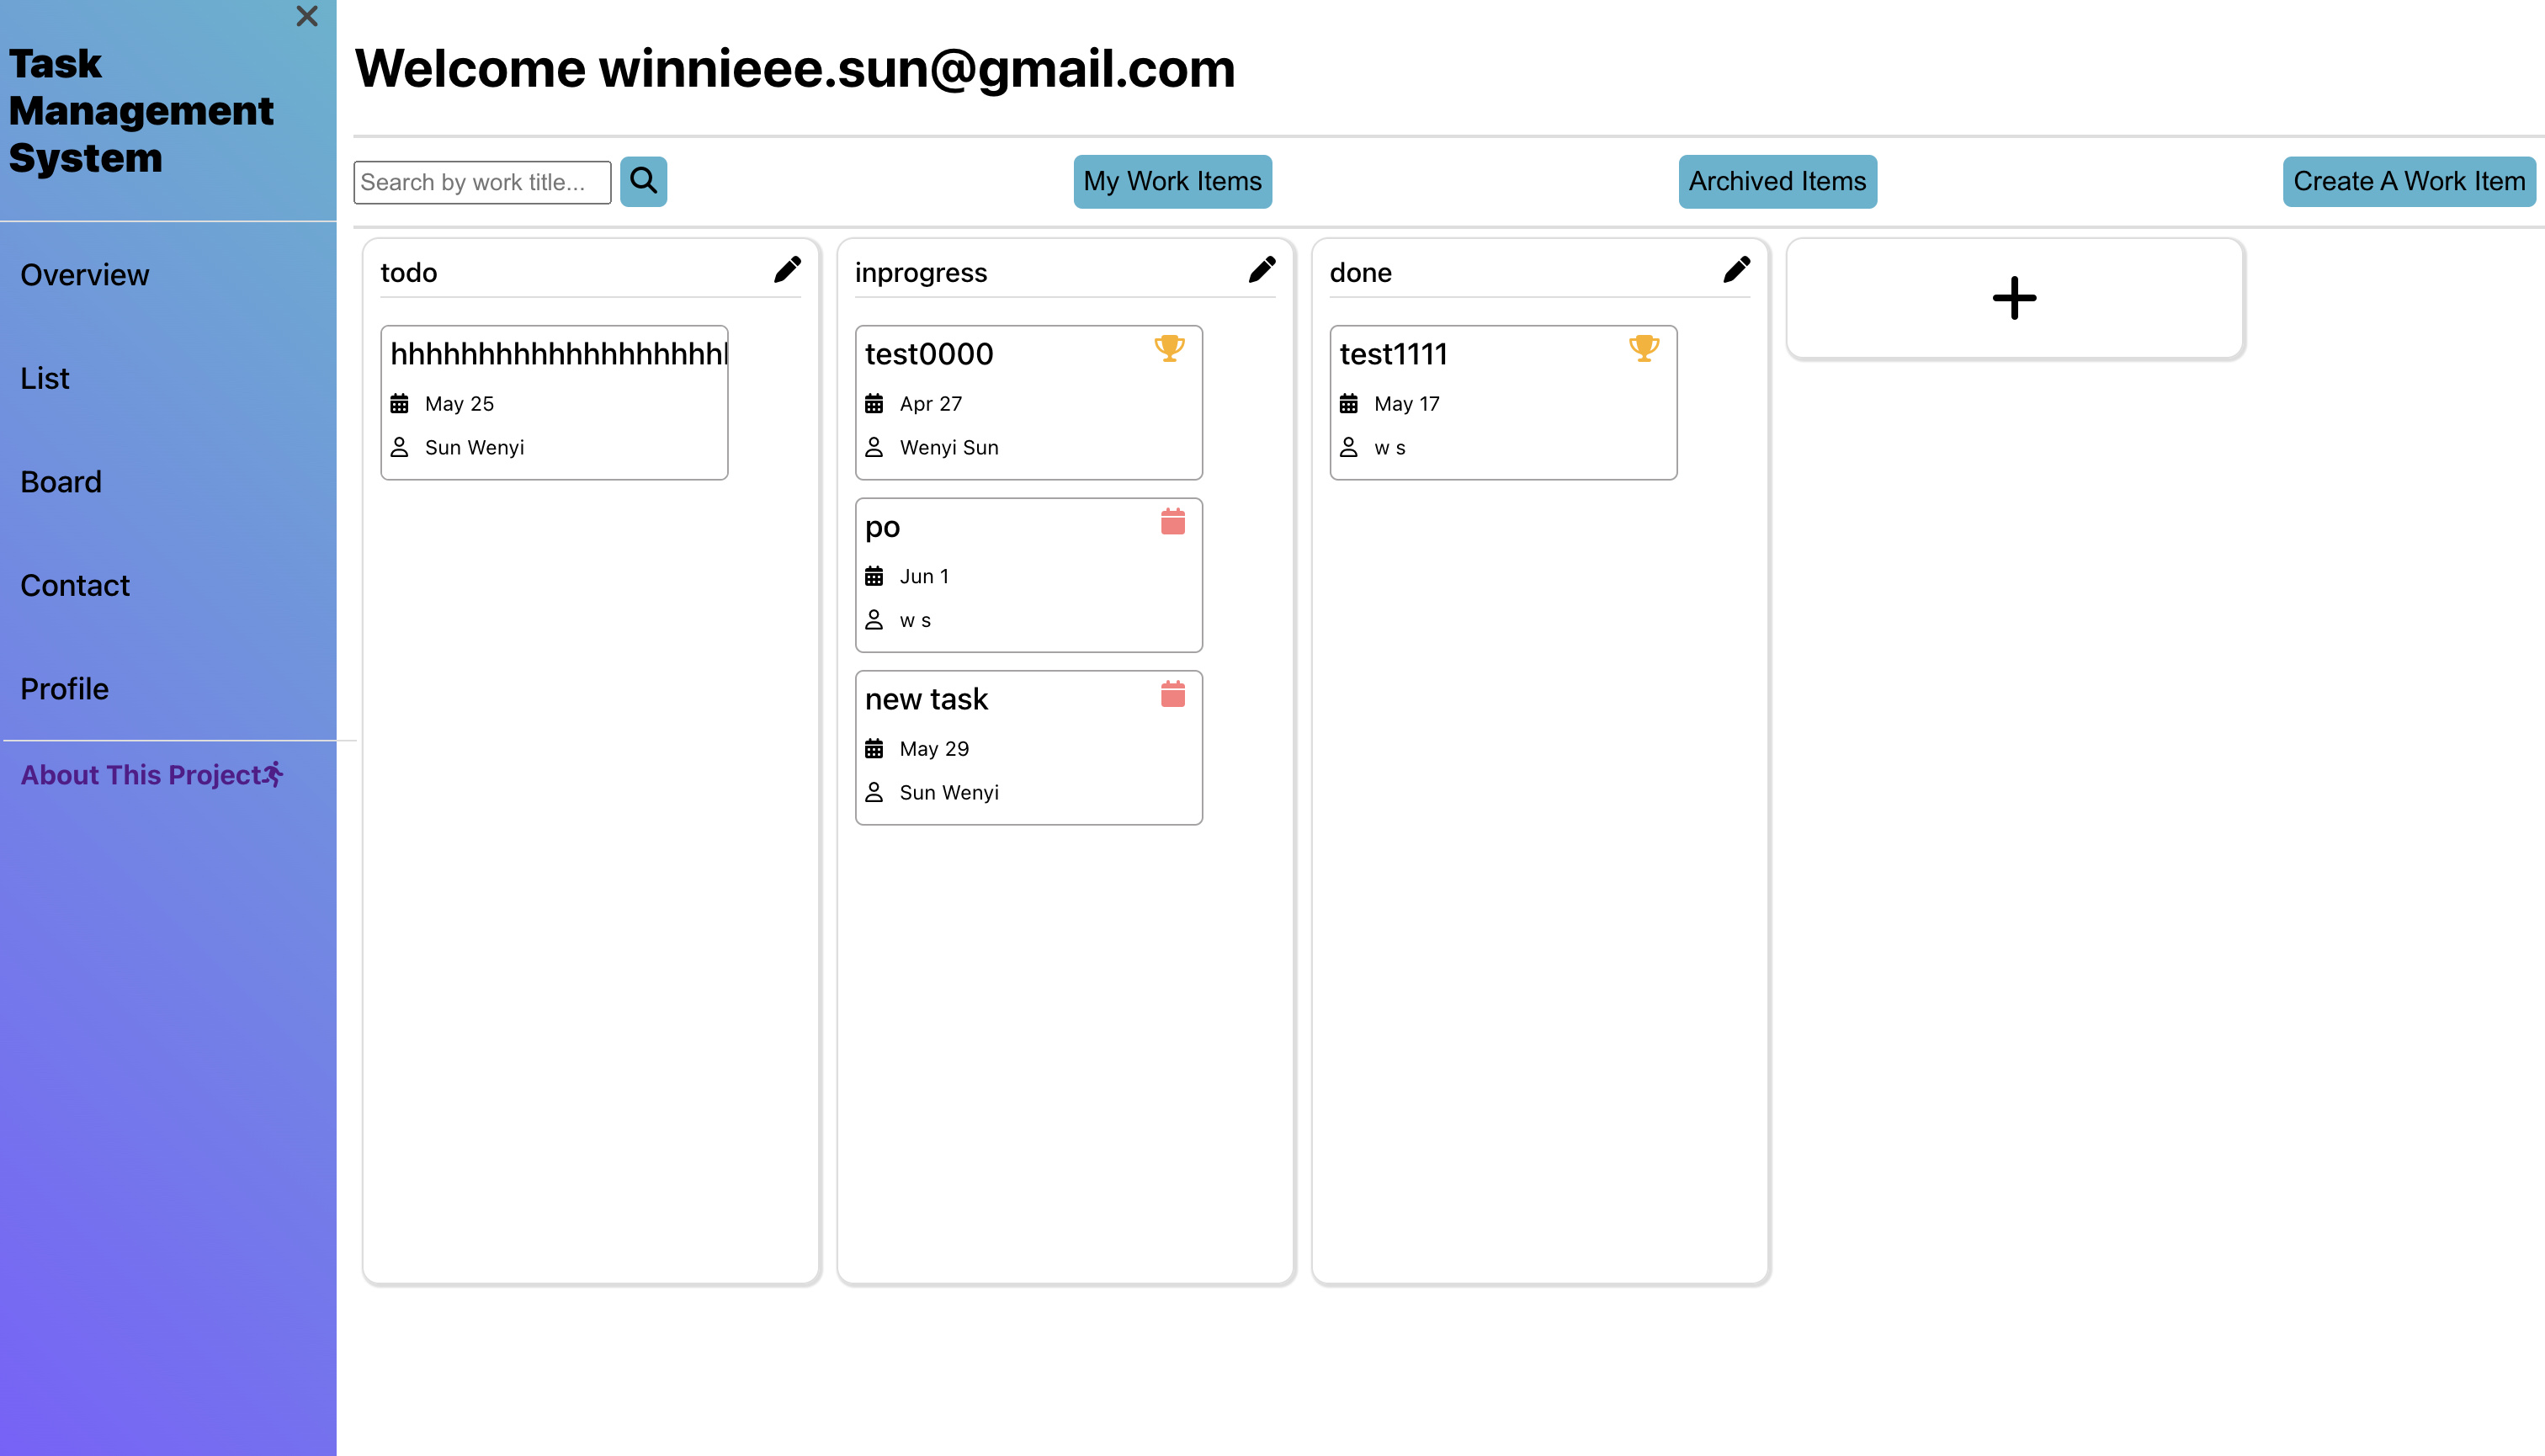 Task
Management
System
Overview
List
Board
Contact
Profile
About This Project
Welcome winnieee.sun@gmail.com
Search by work title...
My Work Items
Archived Items
Create A Work Item
todo
hhhhhhhhhhhhhhhhhhh
May 25
Sun Wenyi
inprogress
test0000
Apr 27
Wenyi Sun
po
Jun 1
w s
new task
May 29
Sun Wenyi
done
test1111
May 17
w s